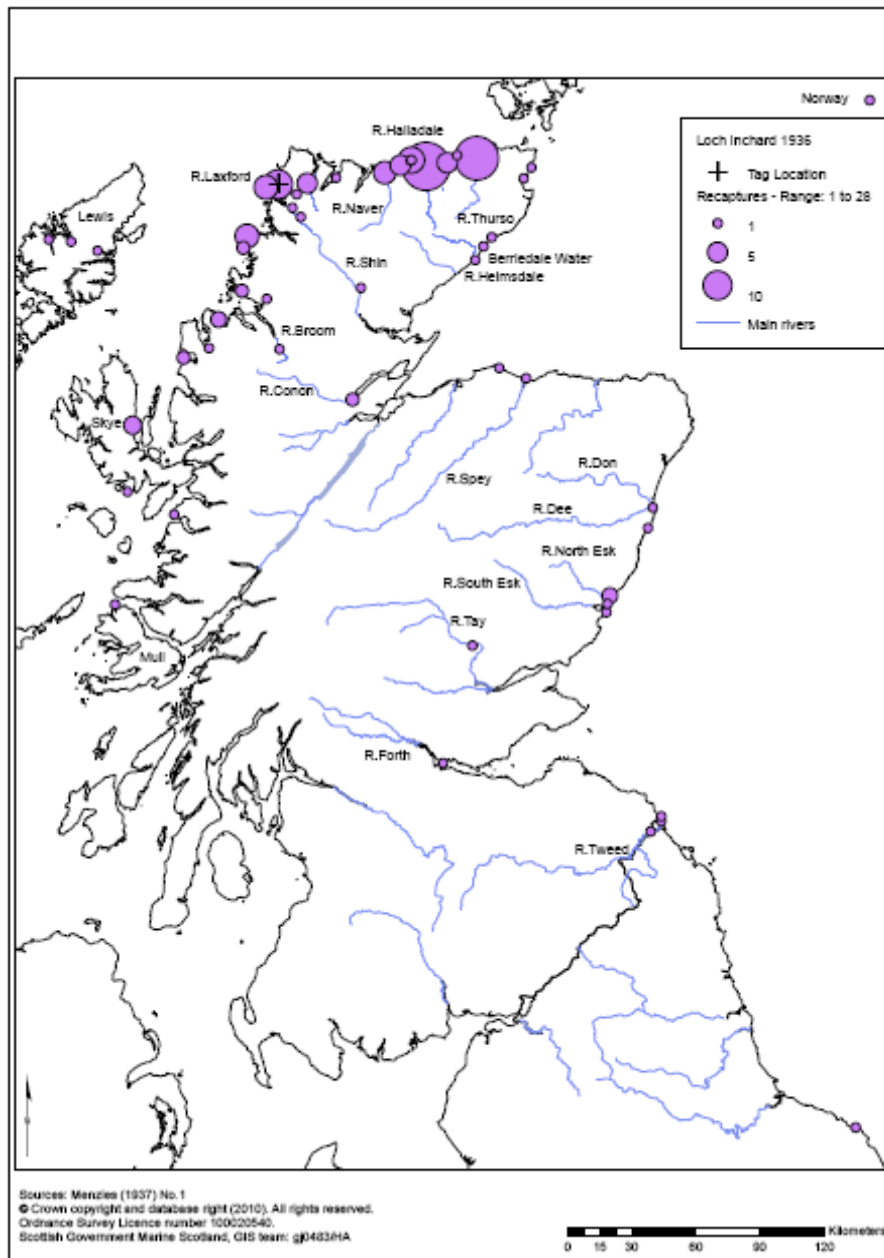 Norway
R.Halladale
Loch Inchard 1936
Tag Location
Recaptures - Range: 1 to 28
1
5
10
Main rivers
R.Laxford
R.Naver
Lewis
R.Thurso
Berriedale Water
R.Shin
R.Helmsdale
R.Broom
R.Conon
Skye
R.Don
R.Spey
R.Dee
R.North Esk
R.South Esk
R.Tay
Mull
R.Forth
R.Tweed
Sources: Menzies (1937) No.1
© Crown copyright and database right (2010). All rights reserved.
Ordnance Survey Licence number 100020540.
Scottish Government Marine Scotland, GIS team: gj0483HA
Kilometers
0 15 30 60 90 120